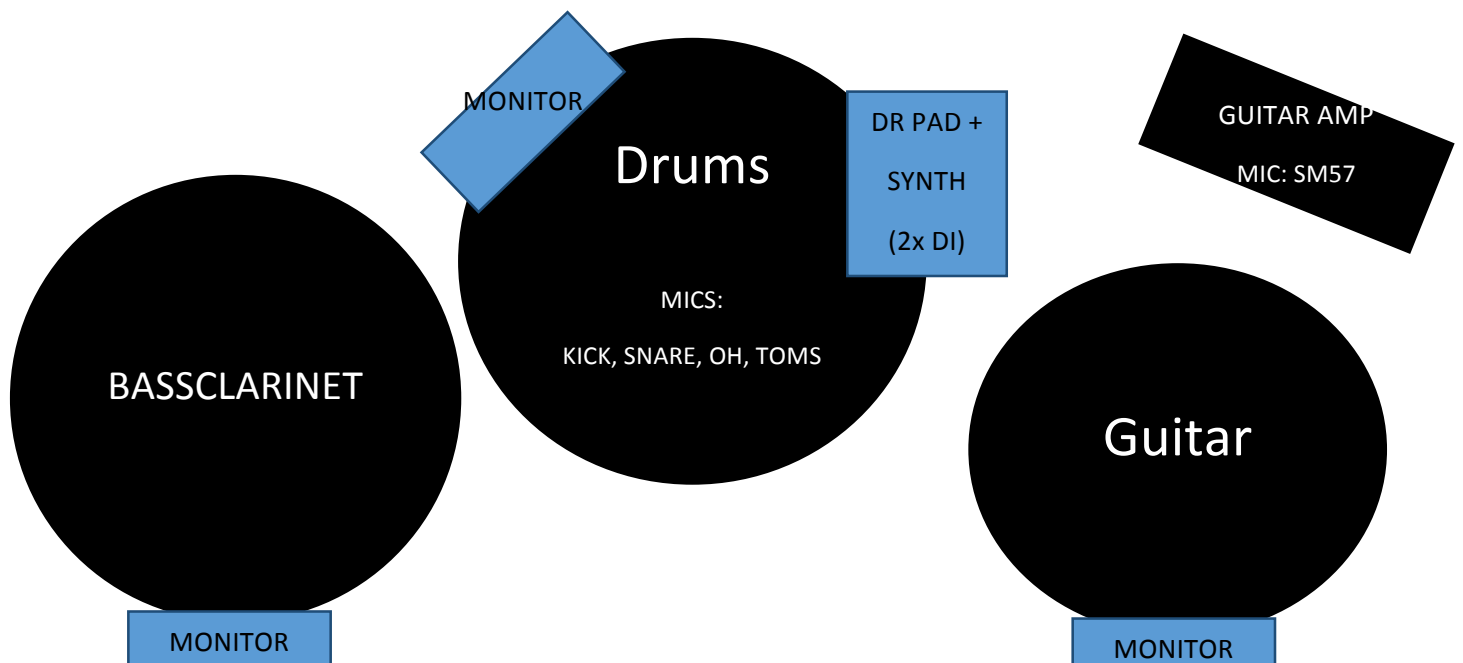 MONITOR
Drums
MICS:
KICK, SNARE, OH, TOMS
DR PAD +
SYNTH
(2x DI)
GUITAR AMP
MIC: SM57
BASSCLARINET
MONITOR
Guitar
MONITOR